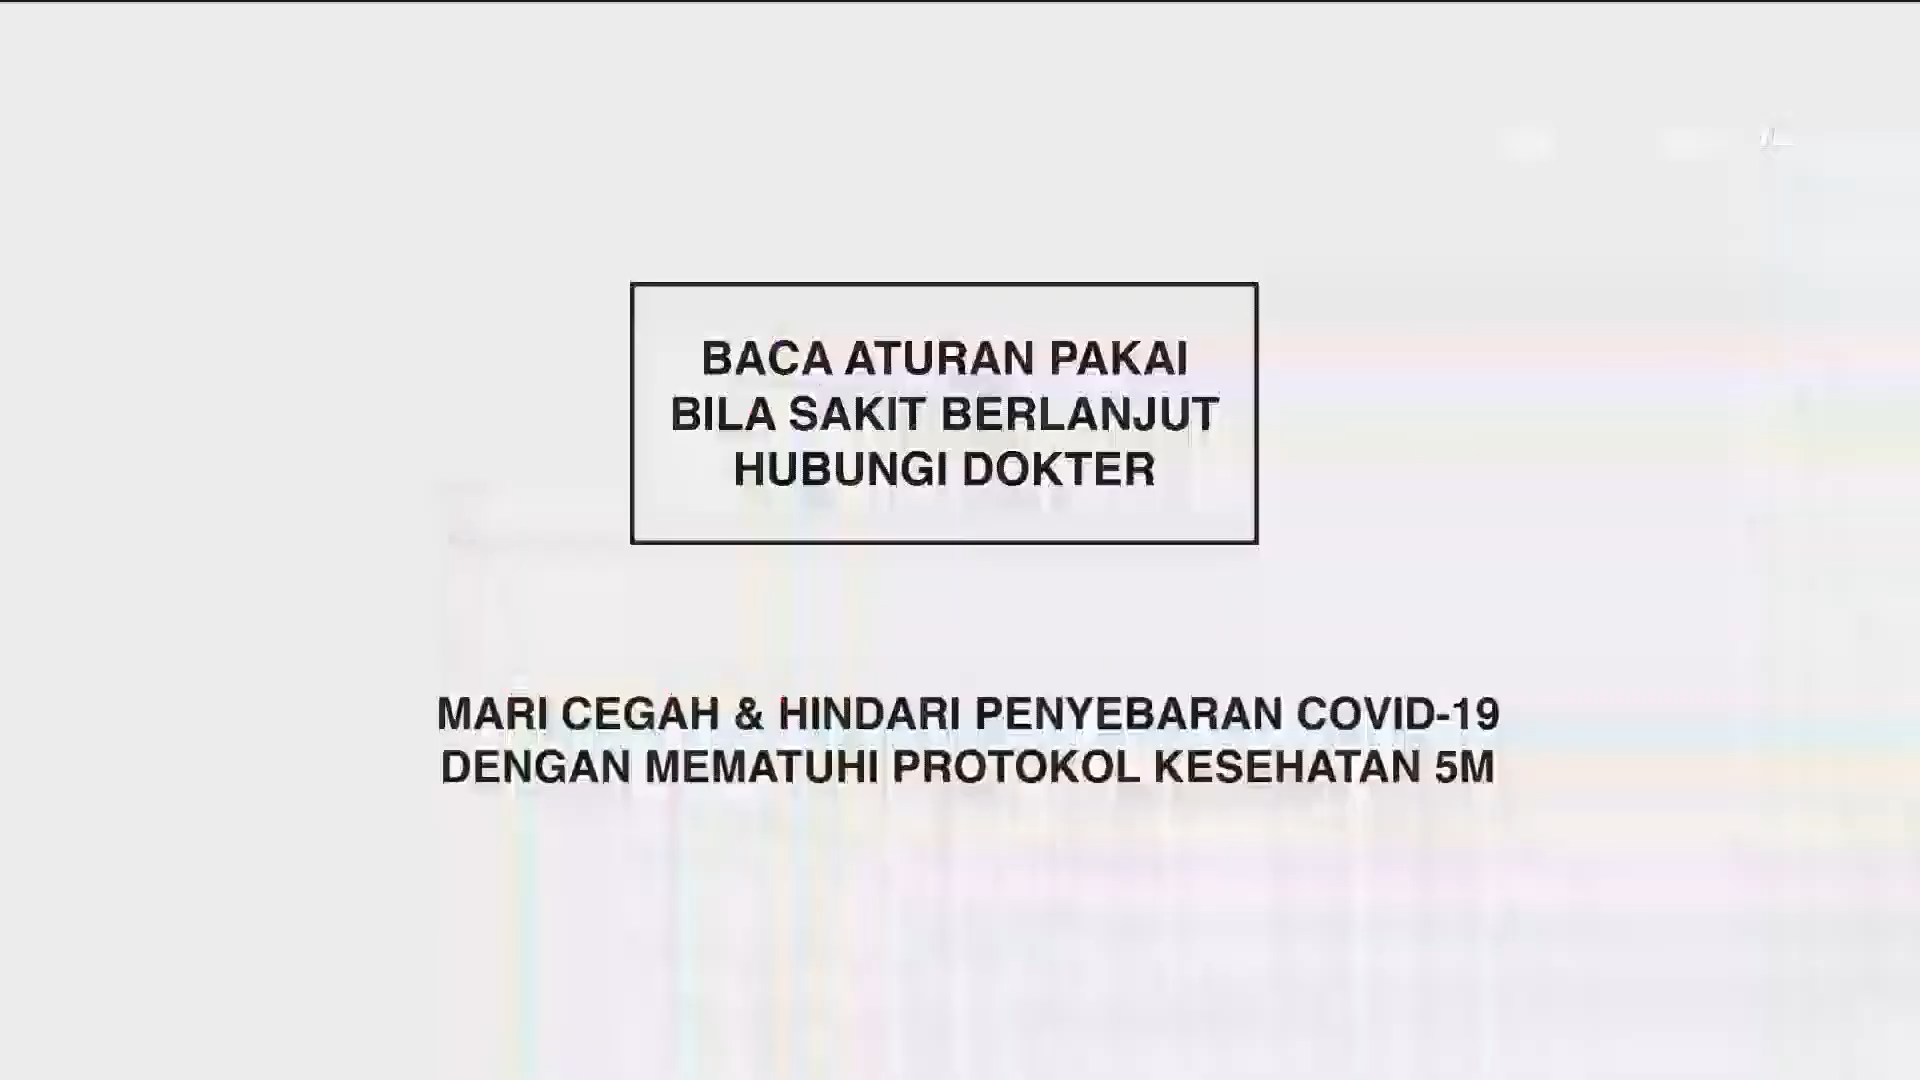 BACA ATURAN PAKAI
BILA SAKIT BERLANJUT
HUBUNGI DOKTER
MARI CEGAH & HINDARI PENYEBARAN COVID-19
DENGAN MEMATUHI PROTOKOL KESEHATAN 5M